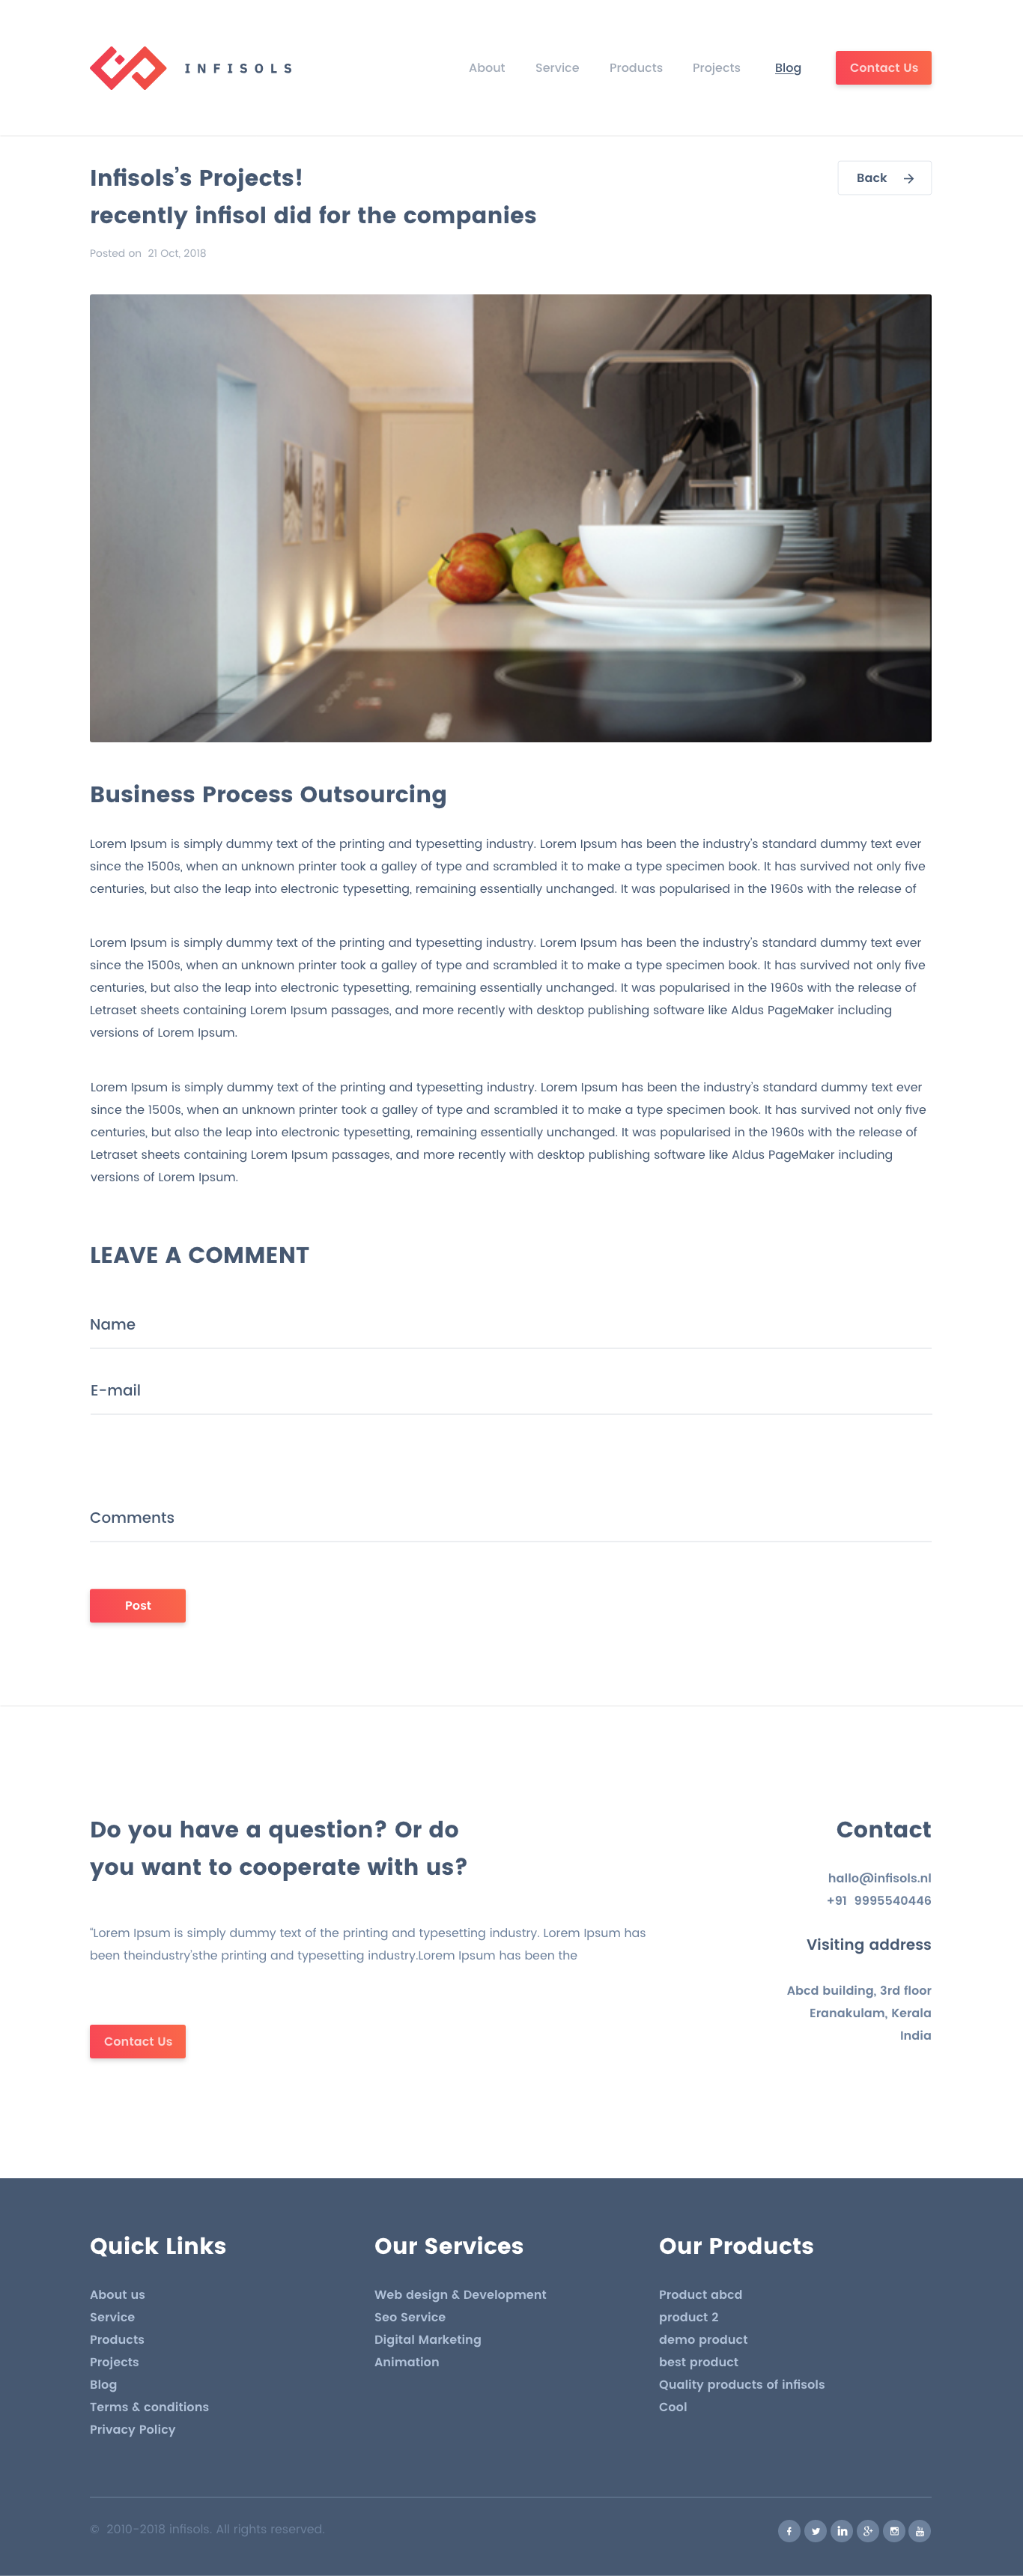 INFISOLS
About Service Products Projects Blog Contact Us
Infisols's Projects!
recently infisol did for the companies
Back
Posted on 21 Oct, 2018
Business Process Outsourcing
Lorem Ipsum is simply dummy text of the printing and typesetting industry. Lorem Ipsum has been the industry's standard dummy text ever
since the 1500s, when an unknown printer took a galley of type and scrambled it to make a type specimen book. It has survived not only five
centuries, but also the leap into electronic typesetting, remaining essentially unchanged. It was popularised in the 1960s with the release of
Lorem Ipsum is simply dummy text of the printing and typesetting industry. Lorem Ipsum has been the industry's standard dummy text ever
since the 1500s, when an unknown printer took a galley of type and scrambled it to make a type specimen book. It has survived not only five
centuries, but also the leap into electronic typesetting, remaining essentially unchanged. It was popularised in the 1960s with the release of
Letraset sheets containing Lorem Ipsum passages, and more recently with desktop publishing software like Aldus PageMaker including
versions of Lorem Ipsum.
Lorem Ipsum is simply dummy text of the printing and typesetting industry. Lorem Ipsum has been the industry's standard dummy text ever
since the 1500s, when an unknown printer took a galley of type and scrambled it to make a type specimen book. It has survived not only five
centuries, but also the leap into electronic typesetting, remaining essentially unchanged. It was popularised in the 1960s with the release of
Letraset sheets containing Lorem Ipsum passages, and more recently with desktop publishing software like Aldus PageMaker including
versions of Lorem Ipsum.
LEAVE A COMMENT
Name
E-mail
Comments
Post
Do you have a question? Or do
you want to cooperate with us?
"Lorem Ipsum is simply dummy text of the printing and typesetting industry. Lorem Ipsum has
been theindustry'sthe printing and typesetting industry.Lorem Ipsum has been the
Contact Us
Contact
hallo@infisols.nl
+91 9995540446
Visiting address
Abcd building, 3rd floor
Eranakulam, Kerala
India
Quick Links
About us
Service
Products
Projects
Blog
Terms & conditions
Privacy Policy
Our Services
Web design & Development
Seo Service
Digital Marketing
Animation
Our Products
Product abcd
product 2
demo product
best product
Quality products of infisols
Cool
© 2010-2018 infisols. All rights reserved.